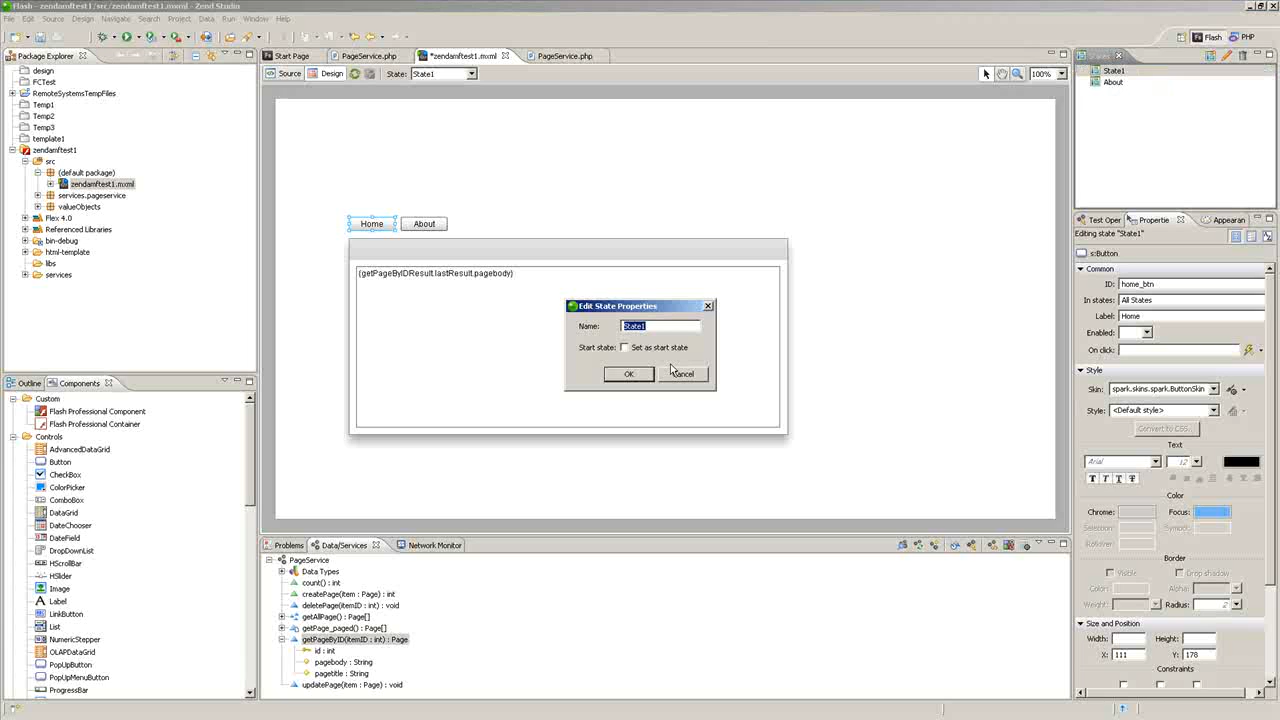 Flash - zendamftest1/src/zendamftest1.mxml - Zend Studio
File Edit Source Design Navigate Search Project Data Run Window Help
Flash PHP
Package Explorer
design
FCTest
RemoteSystemsTempFiles
Temp1
Temp2
Temp3
template1
zendamftest1
src
(default package)
zendamftest1.mxml
services.pageservice
valueObjects
Flex 4.0
Referenced Libraries
bin-debug
html-template
libs
services
Outline Components
Custom
Flash Professional Component
Flash Professional Container
Controls
AdvancedDataGrid
Button
CheckBox
ColorPicker
ComboBox
DataGrid
DateChooser
DateField
DropDownList
HScrollBar
HSlider
Image
Label
LinkButton
List
NumericStepper
OLAPDataGrid
PopUpButton
PopUpMenuButton
ProgressBar
Start Page PageService.php *zendamftest1.mxml PageService.php
Source Design State: State1 100%
Home About
{getPageByIDResult.lastResult.pagebody}
Edit State Properties
Name: State1
Start state: Set as start state
OK Cancel
Problems Data/Services Network Monitor
PageService
Data Types
count() : int
createPage(item : Page) : int
deletePage(itemID : int) : void
getAllPage() : Page[]
getPage_paged() : Page[]
getPageByID(itemID : int) : Page
id : int
pagebody : String
pagetitle : String
updatePage(item : Page) : void
States
State1
About
Test Oper Propertie Appearan
Editing state "State1"
s:Button
Common
ID: home_btn
In states: All States
Label: Home
Enabled:
On click:
Style
Skin: spark.skins.spark.ButtonSkin
Style: <Default style>
Convert to CSS...
Text
Arial 12
T T T T
Color
Chrome: Focus:
Selection: Symbol:
Rollover:
Border
Visible Drop shadow
Color: Alpha:
Weight: Radius: 2
Size and Position
Width: Height:
X: 111 Y: 178
Constraints